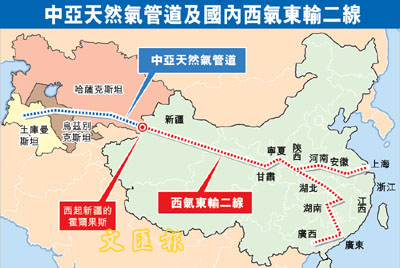 中亞天然氣管道及國內西氣東輸二線
中亞天然氣管道
哈薩克斯坦
土庫曼
斯坦
烏茲別
克斯坦
新疆
西起新疆的
霍爾果斯
西氣東輸二線
甘肅
寧夏
陝西
河南
安徽
上海
浙江
湖北
湖南
江西
廣西
廣東
文匯報